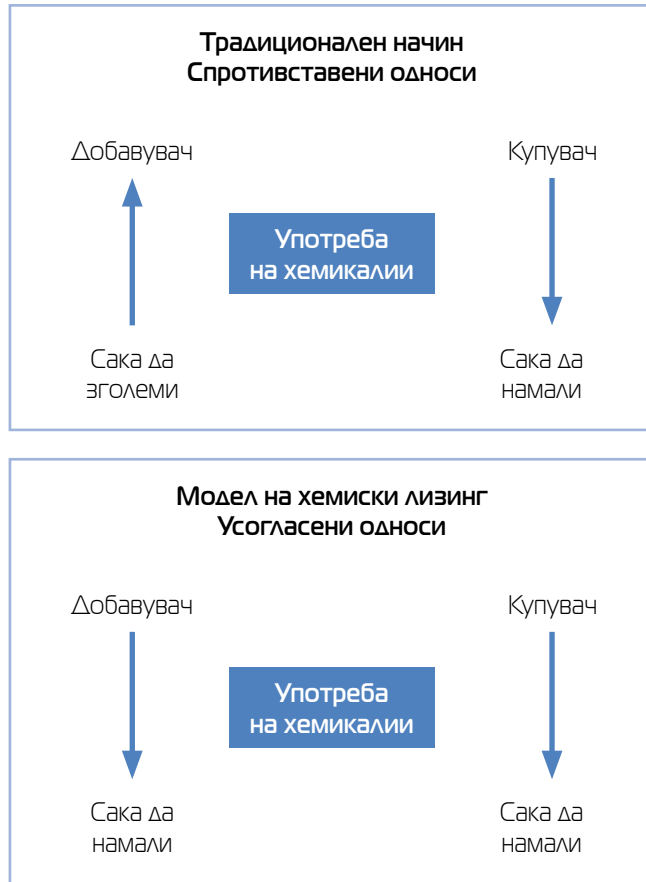 Традиционален начин
Спротивставени односи
Добавувач
Купувач
Употреба
на хемикалии
Сака да
зголеми
Сака да
намали
Модел на хемиски лизинг
Усогласени односи
Добавувач
Купувач
Употреба
на хемикалии
Сака да
намали
Сака да
намали